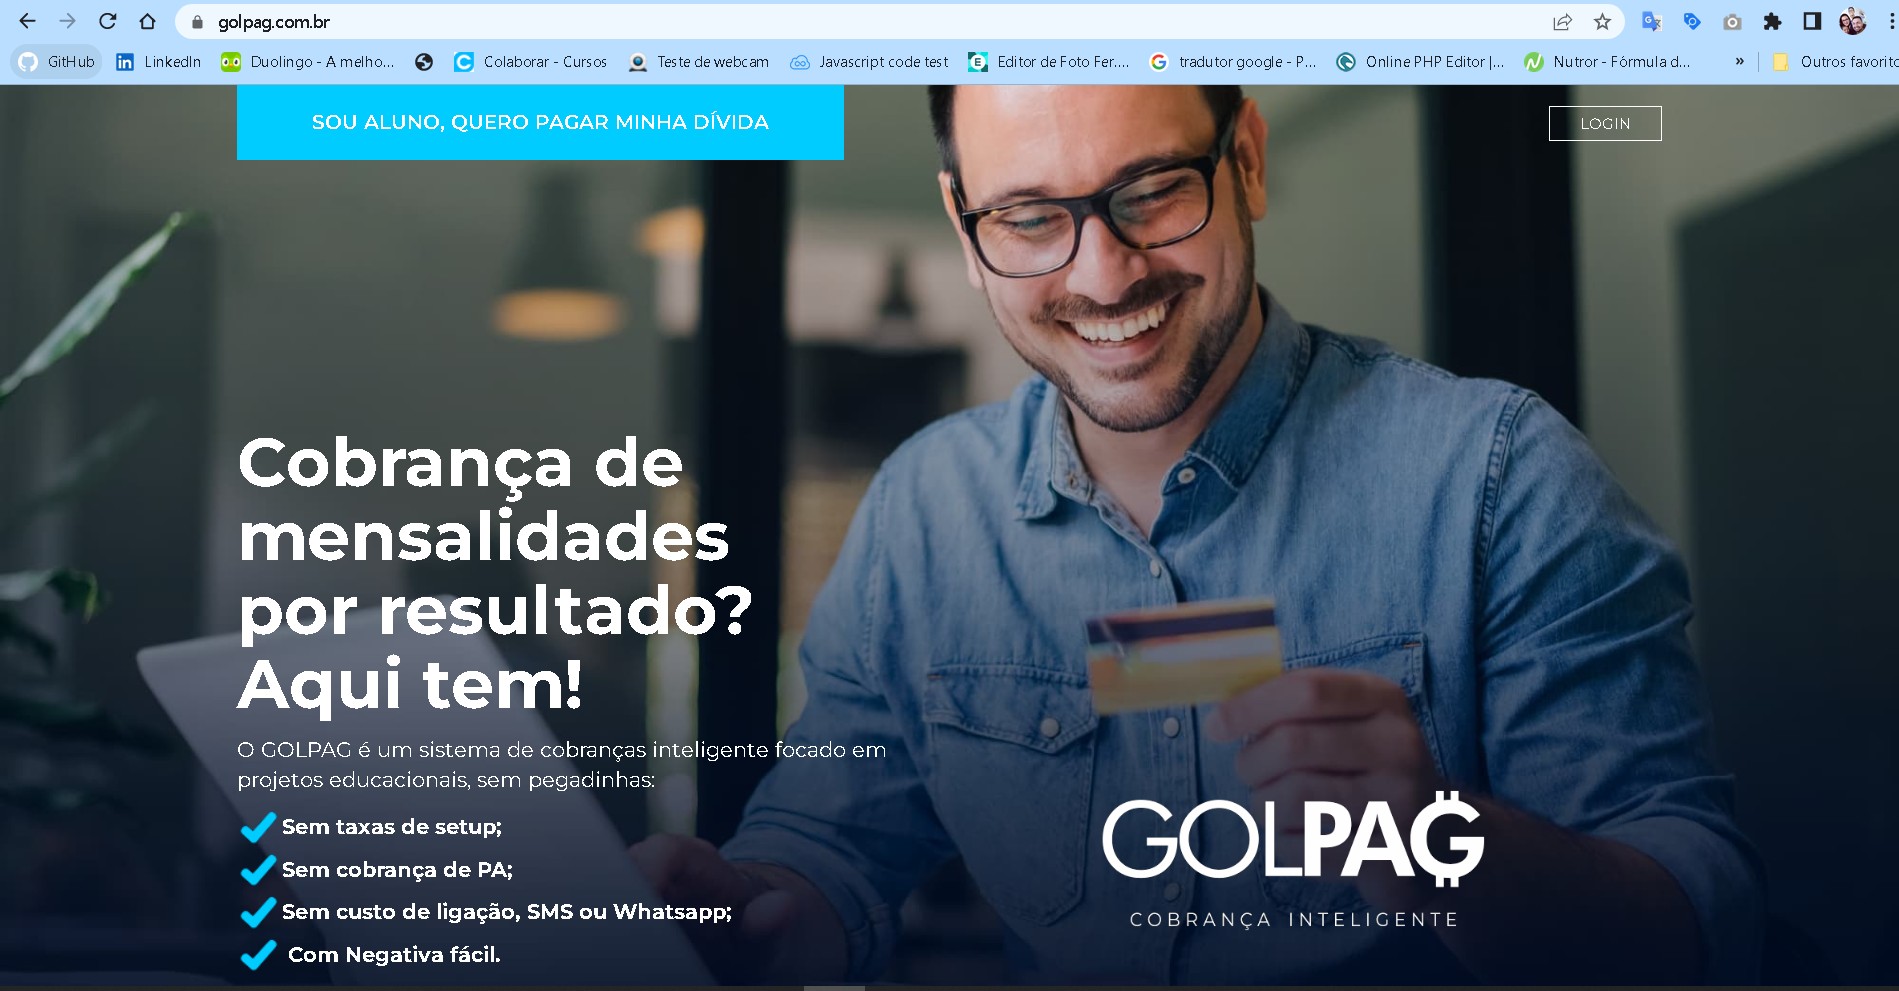 golpag.com.br
GitHub
LinkedIn
Duolingo - A melho...
Colaborar - Cursos
Teste de webcam
Javascript code test
Editor de Foto Fer....
tradutor google - P...
Online PHP Editor |...
Nutror - Fórmula d...
»
Outros favorito
SOU ALUNO, QUERO PAGAR MINHA DÍVIDA
LOGIN
Cobrança de
mensalidades
por resultado?
Aqui tem!
O GOLPAG é um sistema de cobranças inteligente focado em
projetos educacionais, sem pegadinhas:
Sem taxas de setup;
Sem cobrança de PA;
Sem custo de ligação, SMS ou Whatsapp;
Com Negativa fácil.
GOLPAG
COBRANÇA INTELIGENTE